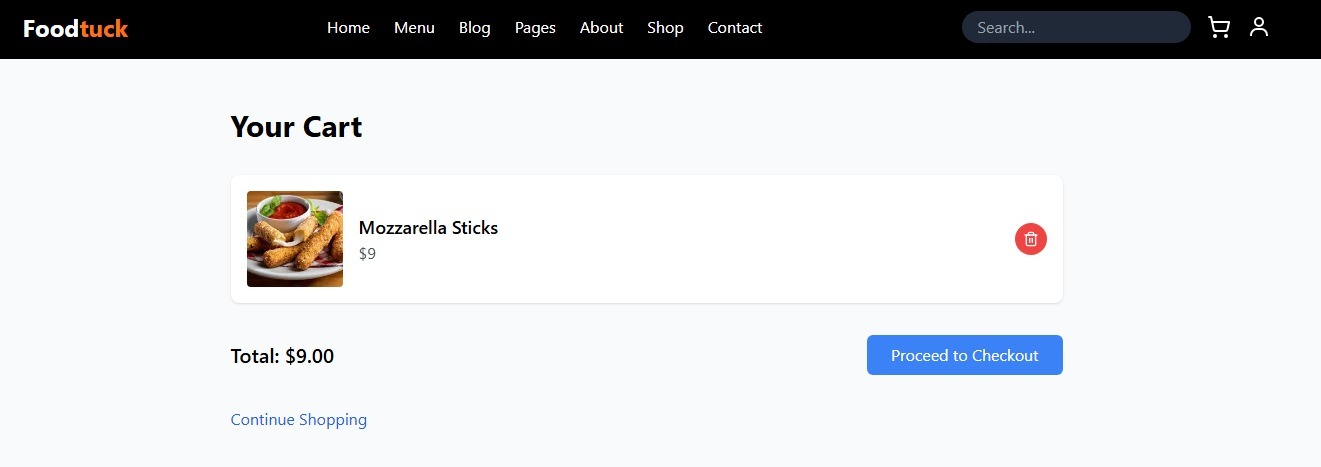 Foodtuck Home Menu Blog Pages About Shop Contact Search...
Your Cart
Mozzarella Sticks
$9
Total: $9.00 Proceed to Checkout
Continue Shopping